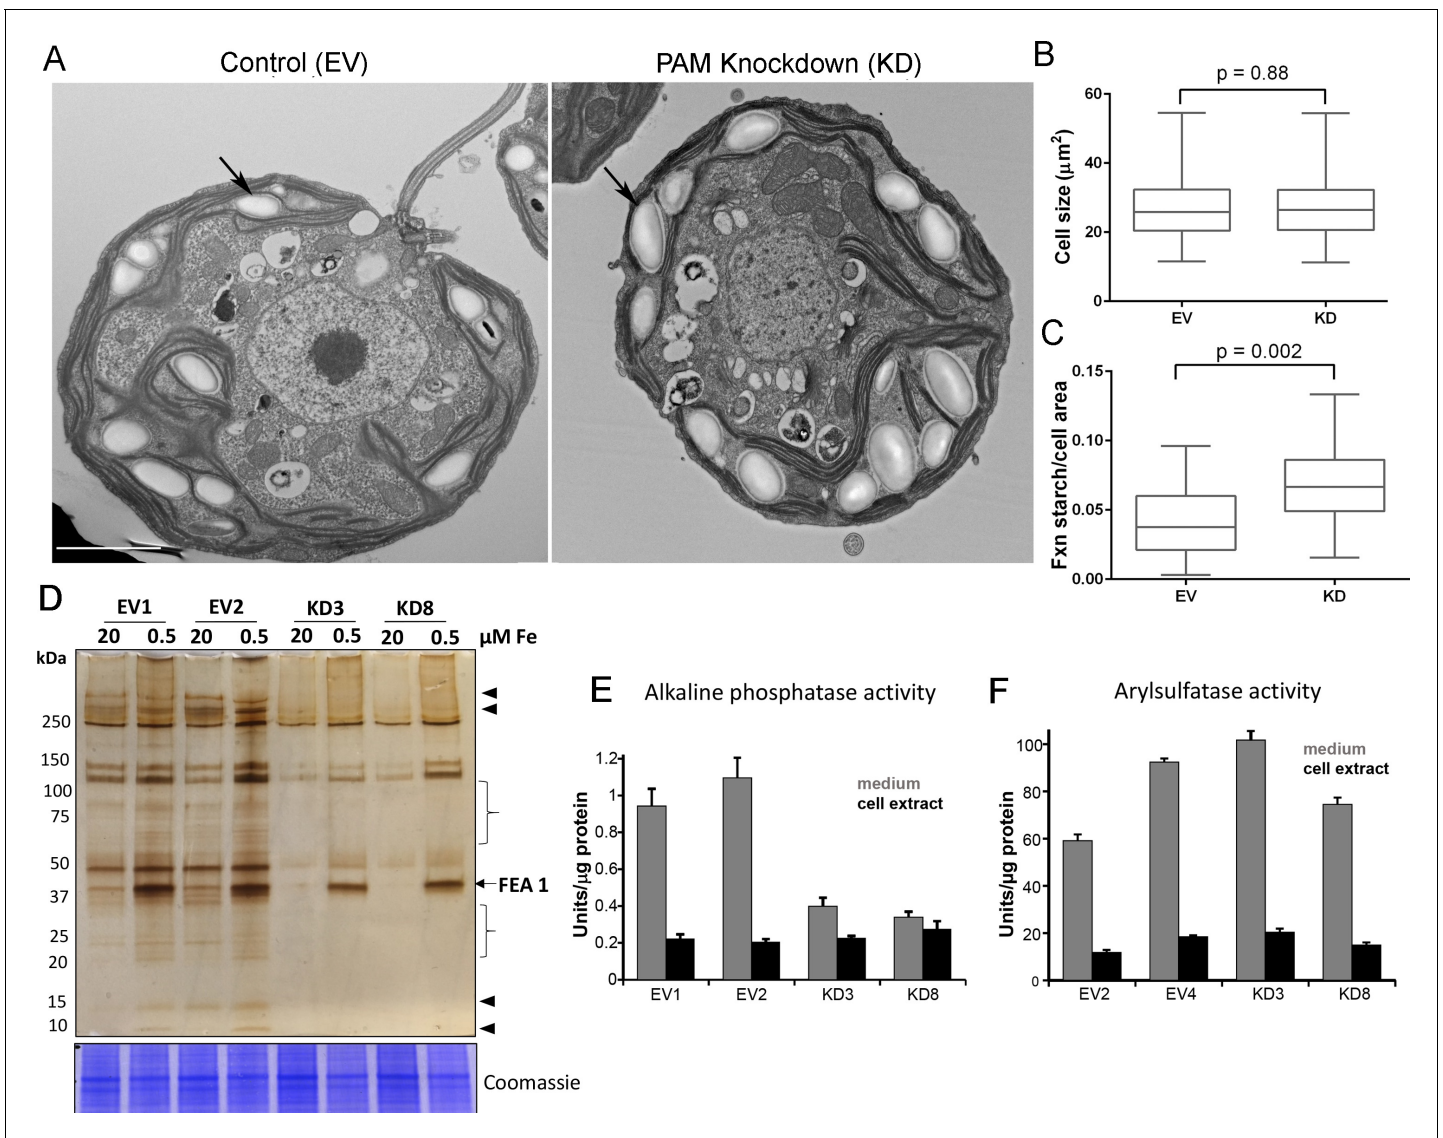 A
Control (EV)
PAM Knockdown (KD)
B
p = 0.88
60
40
20
0
Cell size (µm²)
EV
KD
C
p = 0.002
0.15
0.10
0.05
0.00
Fxn starch/cell area
EV
KD
D
EV1
EV2
KD3
KD8
20
0.5
20
0.5
20
0.5
20
0.5
µM Fe
kDa
250
150
100
75
50
37
25
20
15
10
FEA 1
Coomassie
E
Alkaline phosphatase activity
medium
cell extract
1.2
1
0.8
0.6
0.4
0.2
0
Units/µg protein
EV1
EV2
KD3
KD8
F
Arylsulfatase activity
medium
cell extract
100
80
60
40
20
0
Units/µg protein
EV2
EV4
KD3
KD8